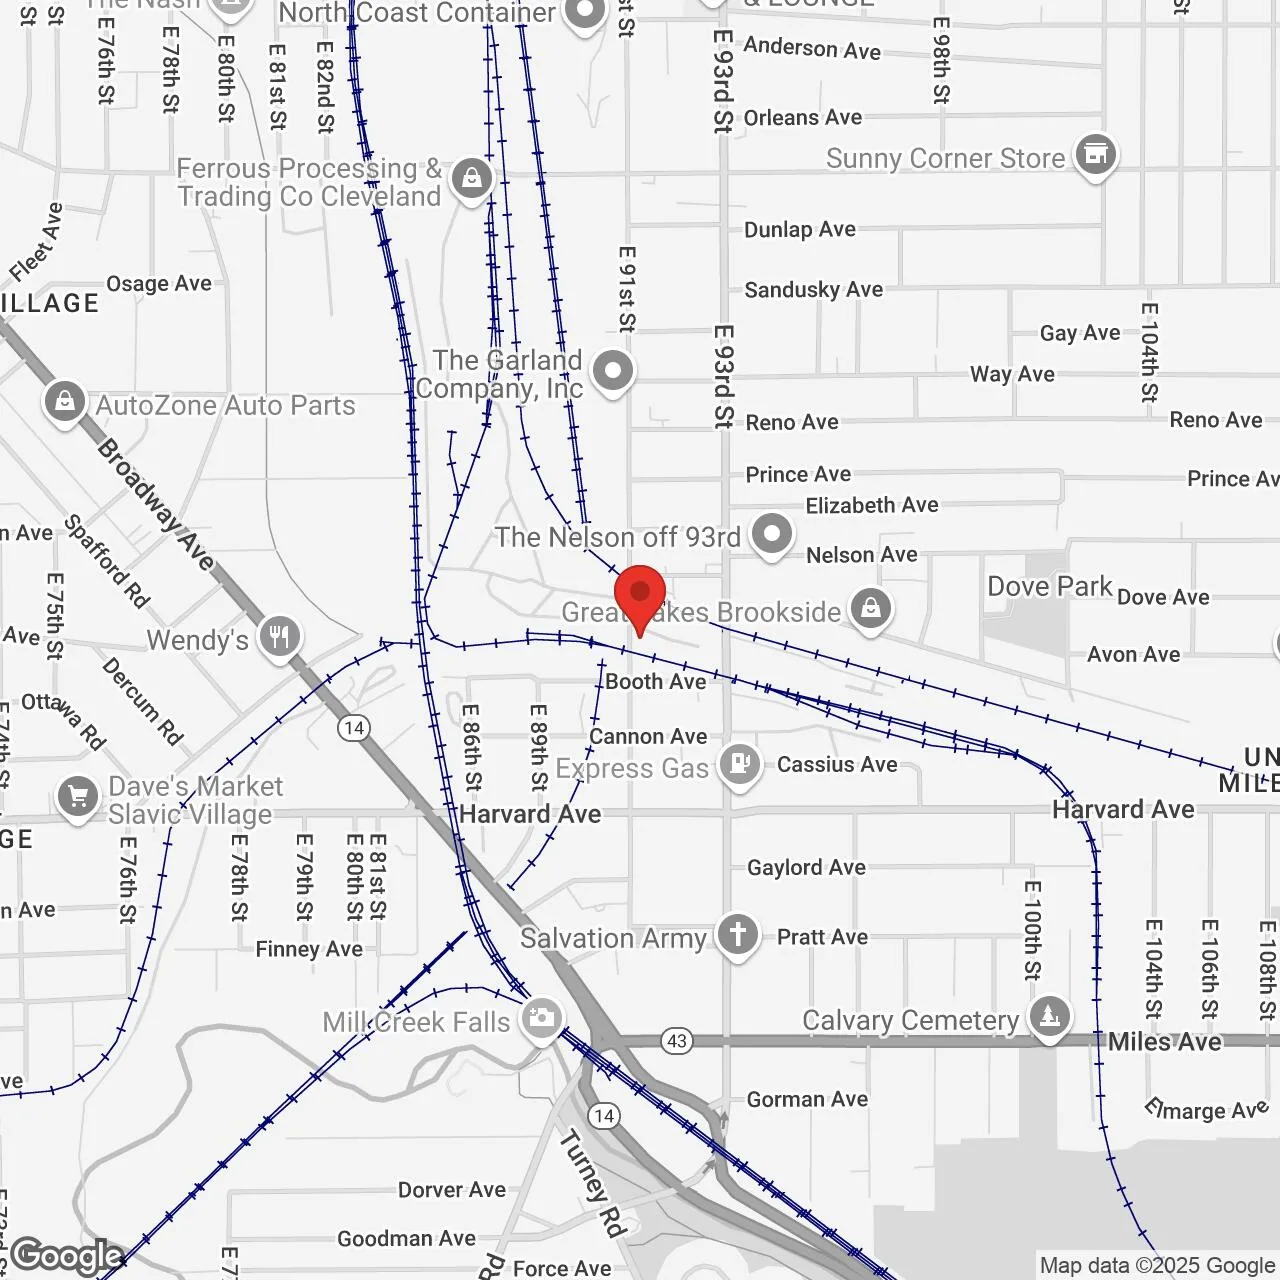 The Nash
North Coast Container
& LOUNGE
E 76th St
E 78th St
E 80th St
E 81st St
E 82nd St
E 93rd St
E 98th St
Anderson Ave
Orleans Ave
Sunny Corner Store
Ferrous Processing &
Trading Co Cleveland
Fleet Ave
Dunlap Ave
Osage Ave
E 91st St
Sandusky Ave
ILLAGE
E 93rd St
Gay Ave
E 104th St
The Garland
Company, Inc
Way Ave
AutoZone Auto Parts
Reno Ave
Reno Ave
Broadway Ave
Prince Ave
Prince Av
Elizabeth Ave
Spafford Rd
n Ave
The Nelson off 93rd
Nelson Ave
E 75th St
Dove Park
Dove Ave
Great Lakes Brookside
Ave
Wendy's
Avon Ave
Dercum Rd
Booth Ave
Ottawa Rd
E 74th St
14
E 86th St
E 89th St
Cannon Ave
Express Gas
Cassius Ave
UN
MILE
Dave's Market
Slavic Village
Harvard Ave
Harvard Ave
GE
E 76th St
E 78th St
E 79th St
E 80th St
E 81st St
Gaylord Ave
E 100th St
n Ave
Finney Ave
Salvation Army
Pratt Ave
E 104th St
E 106th St
E 108th St
Mill Creek Falls
Calvary Cemetery
43
Miles Ave
ve
14
Gorman Ave
Elmarge Ave
Turney Rd
Dorver Ave
E 73rd St
Goodman Ave
E 77
Rd
Force Ave
Google
Map data ©2025 Google